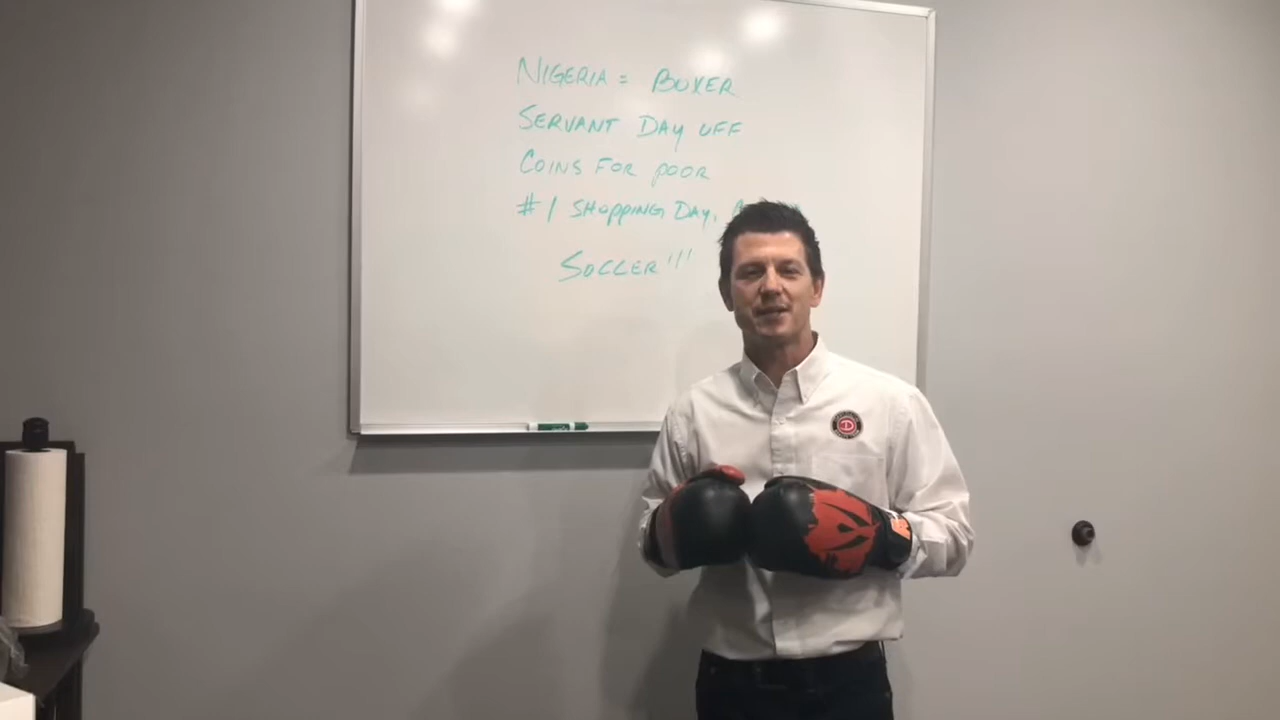 NIGERIA = BOXER
SERVANT DAY OFF
COINS FOR POOR
#1 SHOPPING DAY,
SOCCER!!!
D